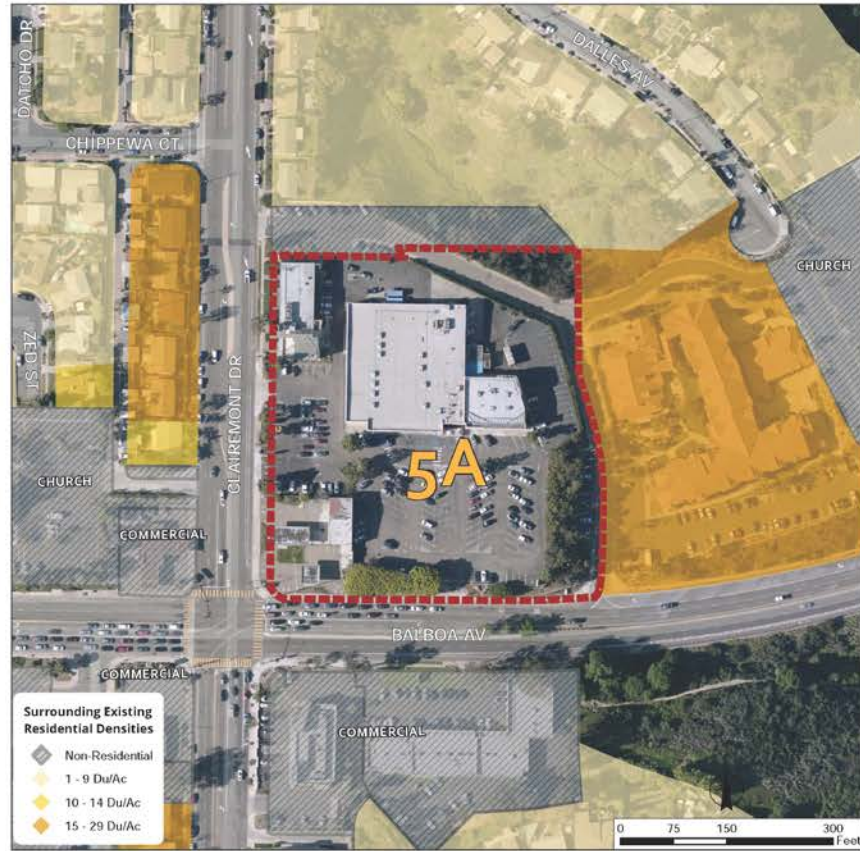 DATCHO DR
DALLES AV
CHIPPEWA CT
CHURCH
ZED ST
CLAIREMONT DR
5A
CHURCH
COMMERCIAL
BALBOA AV
COMMERCIAL
COMMERCIAL
Surrounding Existing
Residential Densities
Non-Residential
1 - 9 Du/Ac
10 - 14 Du/Ac
15 - 29 Du/Ac
0 75 150 300
Feet